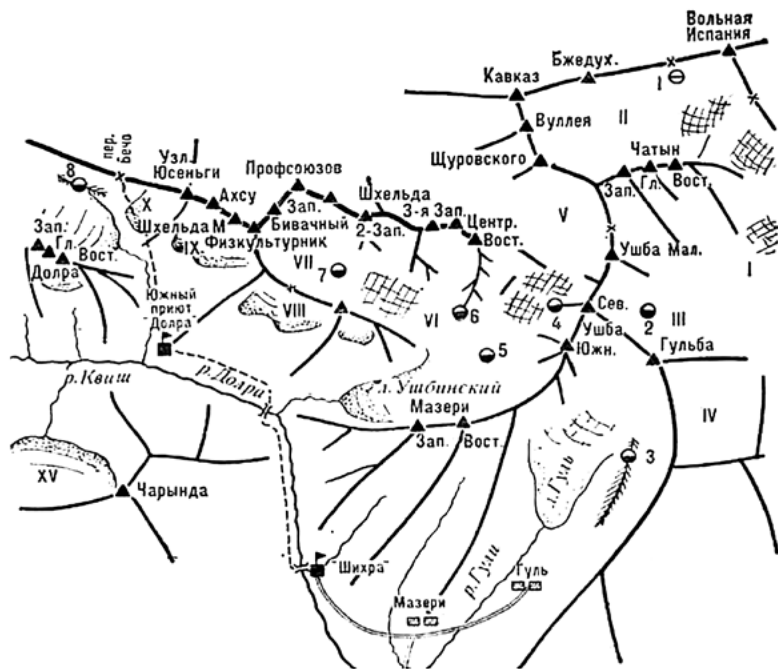 Вольная
Испания
Бжедух.
Кавказ
1
II
Вуллея
Щуровского
Чатын
Зап.
Гл.
Вост.
пер.
Бечо
8
Узл.
Юсеньги
Профсоюзов
Ахсу
Зап.
Шхельда
X
Шхельда М
Бивачный
3-я Зап.
Центр.
V
IX
Физкультурник
2-Зап.
Вост.
Ушба Мал.
I
Зап.
Гл.
Вост.
Долра
VII
7
Южный
приют
Долра
VIII
VI
6
4
Сев.
Ушба
2
III
Южн.
5
Гульба
р.Квиш
р.Долра
л.Ушбинский
Мазери
Зап.
Вост.
IV
XV
Чарында
л.Гуль
3
"Шихра"
р.Гули
Гуль
Мазери